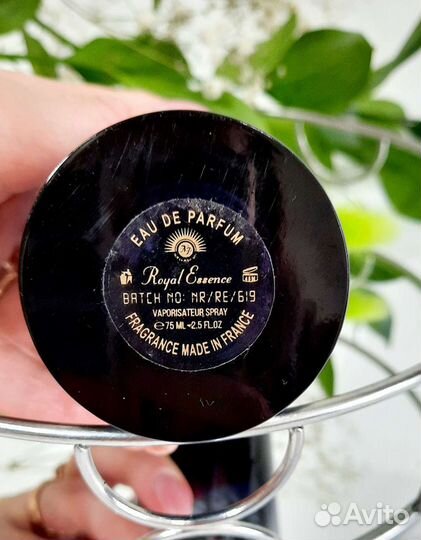 EAU DE PARFUM
Royal Essence
BATCH NO: NR/RE/619
VAPORISATEUR SPRAY
℮75 ML -2.5 FL.OZ
FRAGRANCE MADE IN FRANCE
Avito